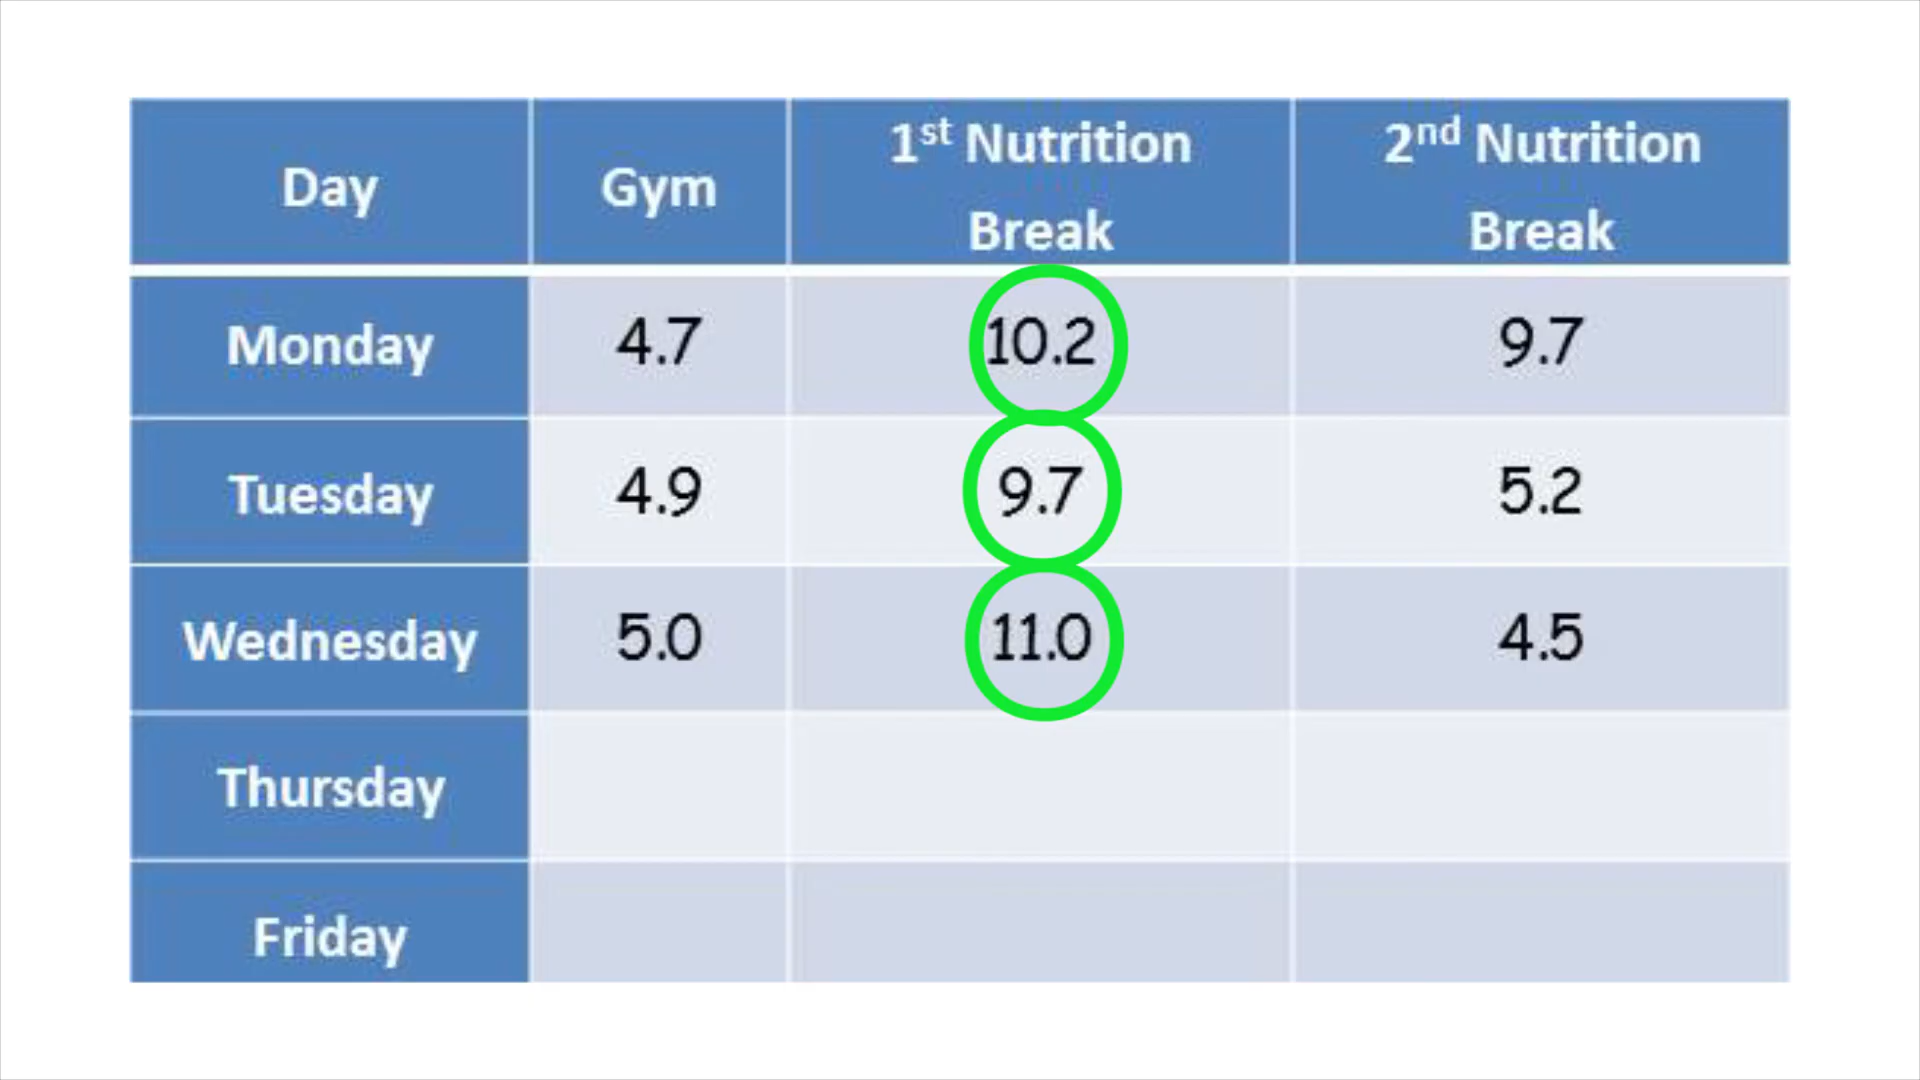 Day Gym 1st Nutrition Break 2nd Nutrition Break
Monday 4.7 10.2 9.7
Tuesday 4.9 9.7 5.2
Wednesday 5.0 11.0 4.5
Thursday
Friday